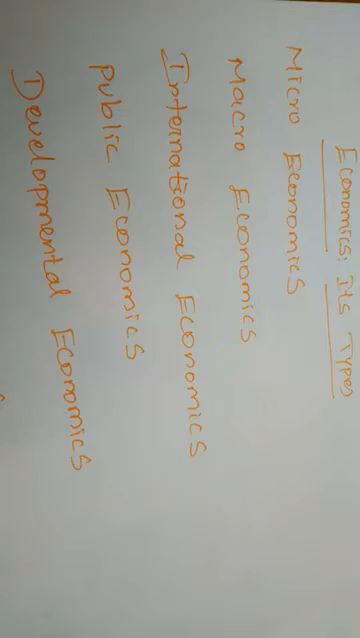 Economics: Its Types
Micro Economics
Macro Economics
International Economics
Public Economics
Developmental Economics